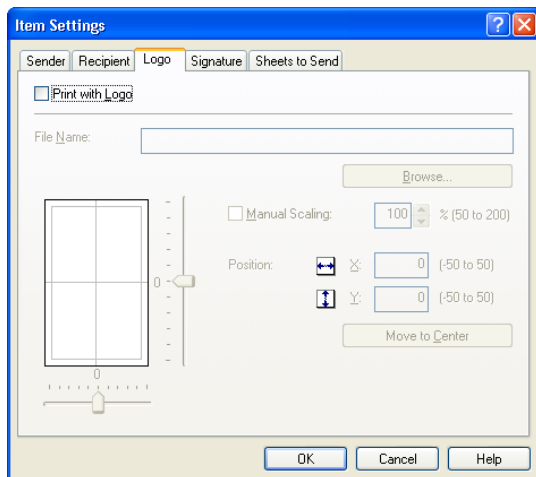 Item Settings
Sender Recipient Logo Signature Sheets to Send
Print with Logo
File Name:
Browse...
Manual Scaling: 100 % (50 to 200)
Position: X: 0 (-50 to 50)
0
Y: 0 (-50 to 50)
Move to Center
0
OK Cancel Help